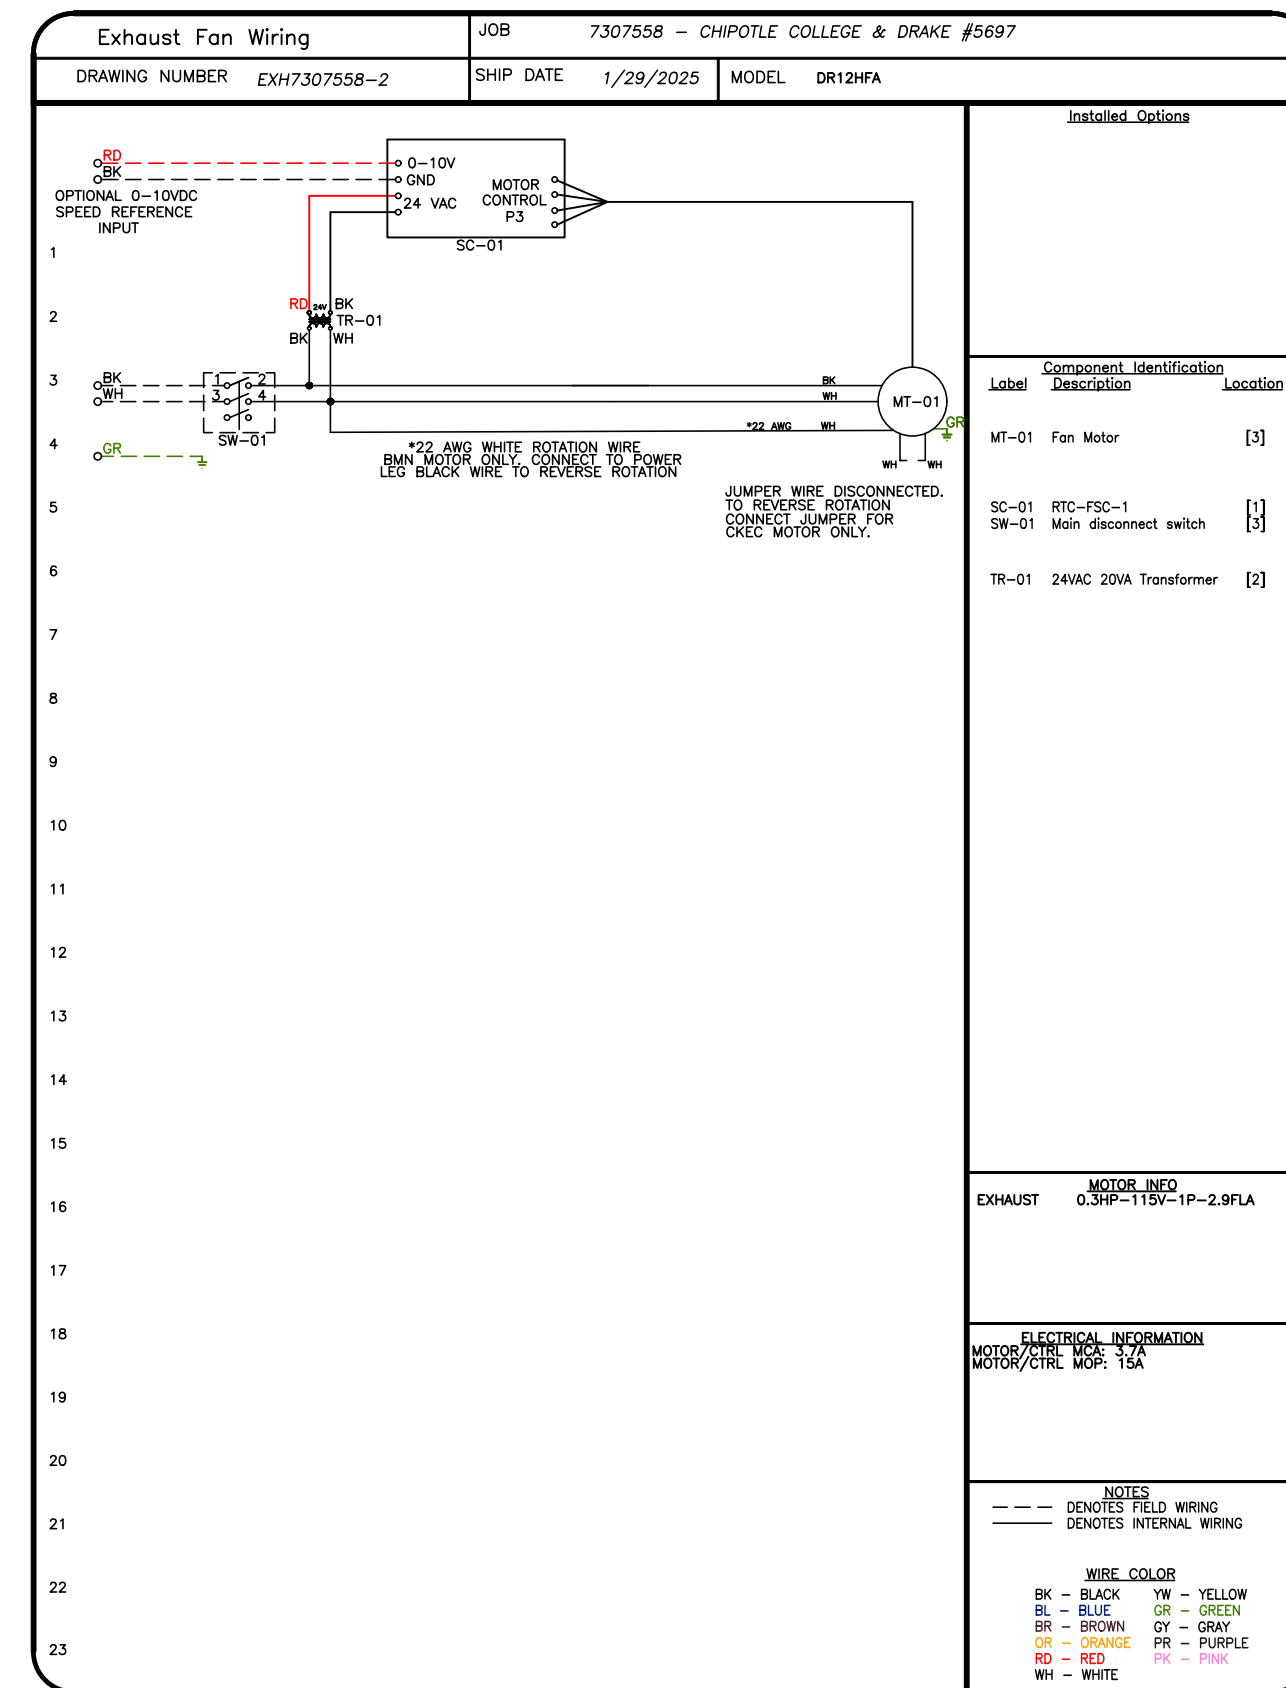 Exhaust Fan Wiring
JOB 7307558 - CHIPOTLE COLLEGE & DRAKE #5697
DRAWING NUMBER EXH7307558-2
SHIP DATE 1/29/2025
MODEL DR12HFA
RD
BK
OPTIONAL 0-10VDC
SPEED REFERENCE
INPUT
0-10V
GND
24 VAC
MOTOR
CONTROL
P3
SC-01
RD 24V BK
TR-01
BK WH
BK
WH
1 2
3 4
SW-01
GR
BK
WH
*22 AWG WH
MT-01
GR
WH WH
*22 AWG WHITE ROTATION WIRE
BMN MOTOR ONLY. CONNECT TO POWER
LEG BLACK WIRE TO REVERSE ROTATION
JUMPER WIRE DISCONNECTED.
TO REVERSE ROTATION
CONNECT JUMPER FOR
CKEC MOTOR ONLY.
1
2
3
4
5
6
7
8
9
10
11
12
13
14
15
16
17
18
19
20
21
22
23
Installed Options
Component Identification
Label Description Location
MT-01 Fan Motor [3]
SC-01 RTC-FSC-1 [1]
SW-01 Main disconnect switch [3]
TR-01 24VAC 20VA Transformer [2]
MOTOR INFO
EXHAUST 0.3HP-115V-1P-2.9FLA
ELECTRICAL INFORMATION
MOTOR/CTRL MCA: 3.7A
MOTOR/CTRL MOP: 15A
NOTES
DENOTES FIELD WIRING
DENOTES INTERNAL WIRING
WIRE COLOR
BK - BLACK YW - YELLOW
BL - BLUE GR - GREEN
BR - BROWN GY - GRAY
OR - ORANGE PR - PURPLE
RD - RED PK - PINK
WH - WHITE